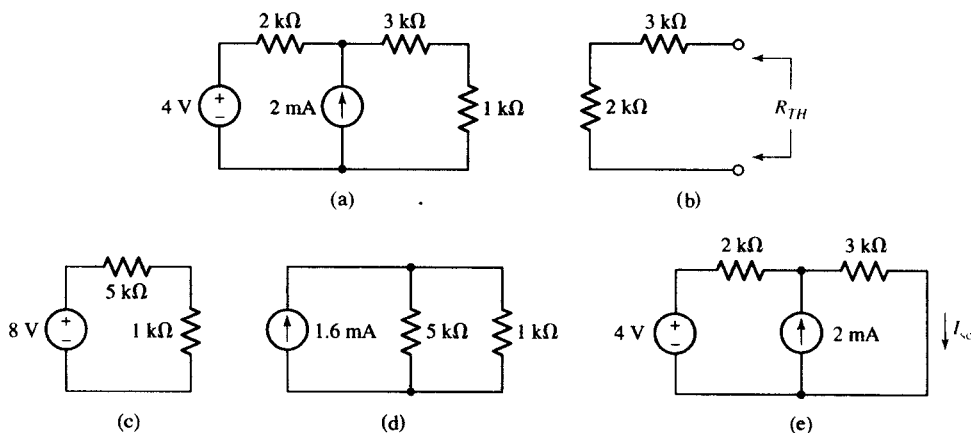 2 kΩ 3 kΩ
4 V + − 2 mA 1 kΩ
(a)
3 kΩ
2 kΩ R_TH
(b)
5 kΩ
8 V + − 1 kΩ
(c)
1.6 mA 5 kΩ 1 kΩ
(d)
2 kΩ 3 kΩ
4 V + − 2 mA
(e)